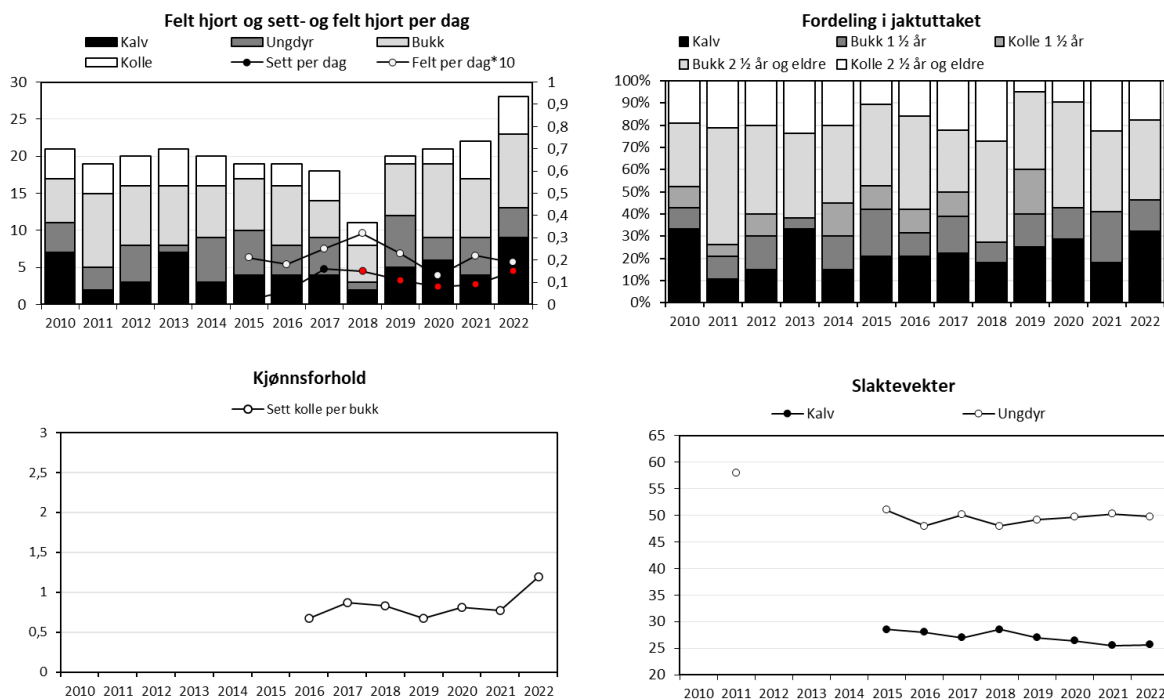 Felt hjort og sett- og felt hjort per dag
Kalv Ungdyr Bukk
Kolle Sett per dag Felt per dag*10
30 1
0,9
25 0,8
0,7
20 0,6
15 0,5
0,4
10 0,3
5 0,2
0,1
0 0
2010 2011 2012 2013 2014 2015 2016 2017 2018 2019 2020 2021 2022
Fordeling i jaktuttaket
Kalv Bukk 1 ½ år Kolle 1 ½ år
Bukk 2 ½ år og eldre Kolle 2 ½ år og eldre
100%
90%
80%
70%
60%
50%
40%
30%
20%
10%
0%
2010 2011 2012 2013 2014 2015 2016 2017 2018 2019 2020 2021 2022
Kjønnsforhold
Sett kolle per bukk
3
2,5
2
1,5
1
0,5
0
2010 2011 2012 2013 2014 2015 2016 2017 2018 2019 2020 2021 2022
Slaktevekter
Kalv Ungdyr
65
60
55
50
45
40
35
30
25
20
2010 2011 2012 2013 2014 2015 2016 2017 2018 2019 2020 2021 2022